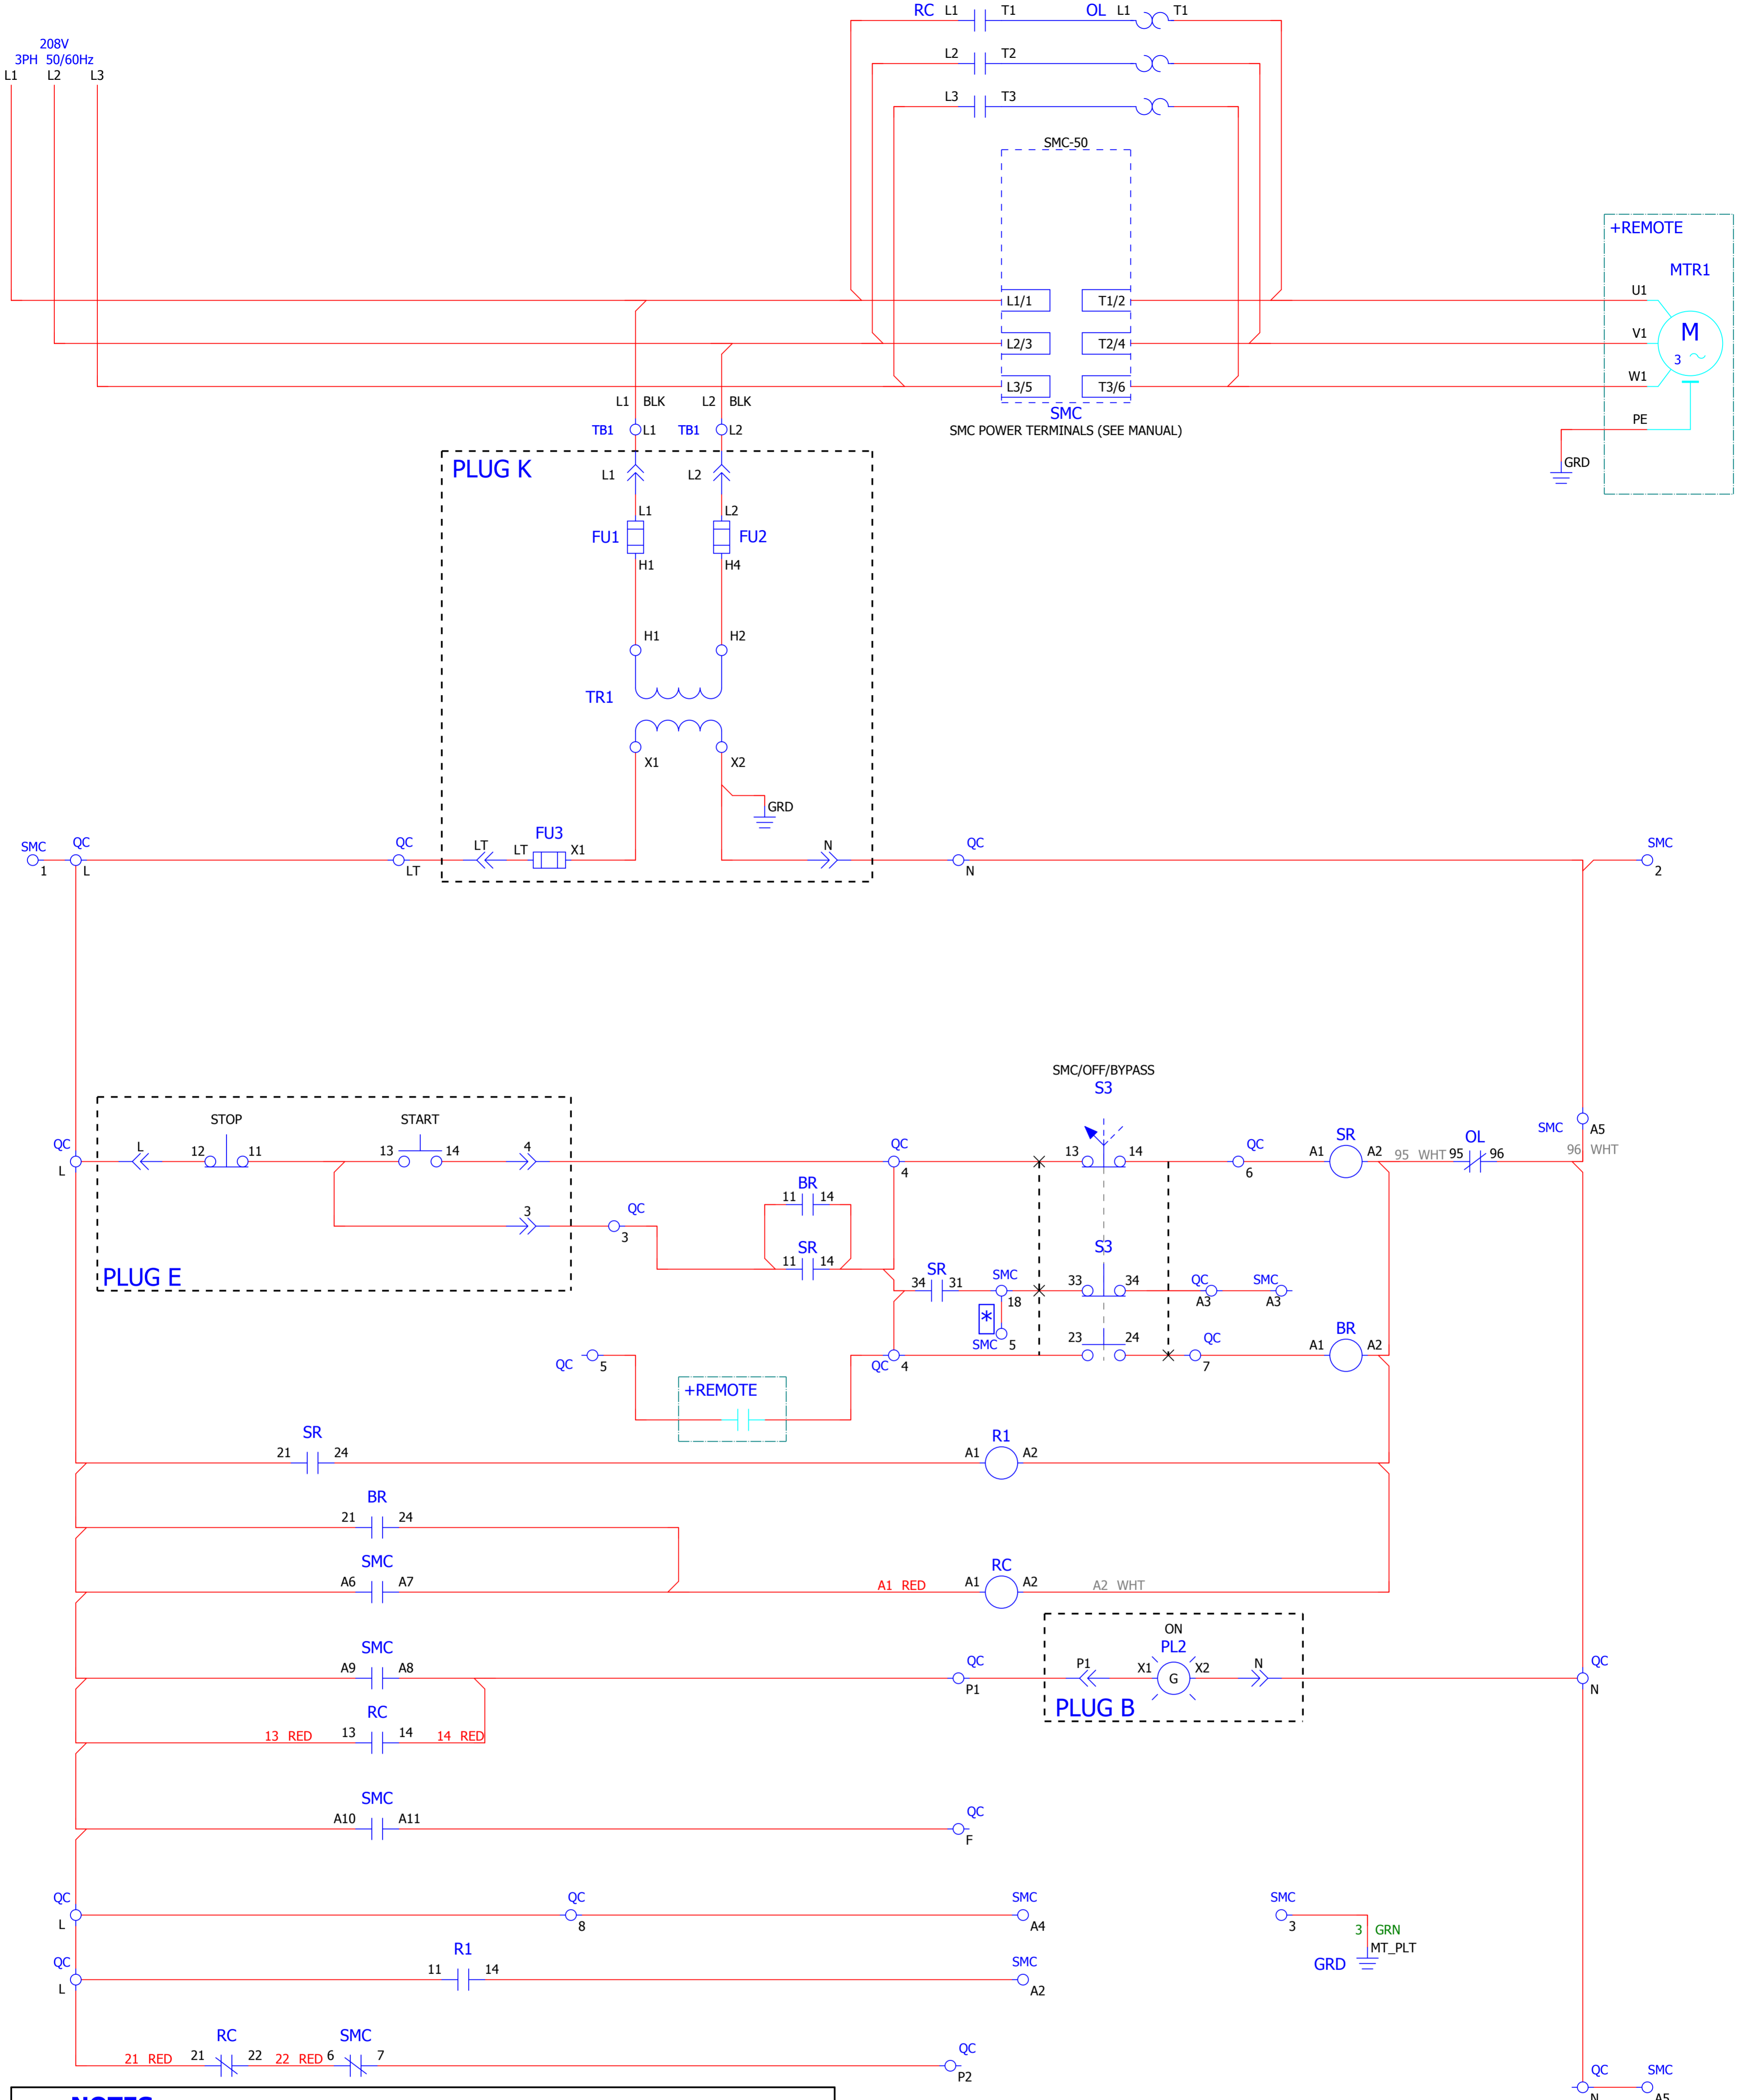 RC L1 T1 OL L1 T1
208V
3PH 50/60Hz
L1 L2 L3
L2 T2
L3 T3
SMC-50
+REMOTE
MTR1
L1/1 T1/2 U1
L2/3 T2/4 V1
M
3
L3/5 T3/6 W1
L1 BLK L2 BLK
SMC
SMC POWER TERMINALS (SEE MANUAL)
PE
TB1 L1 TB1 L2
GRD
PLUG K
L1 L2
L1 L2
FU1 FU2
H1 H4
H1 H2
TR1
X1 X2
GRD
SMC QC QC FU3 QC SMC
LT LT X1 N
1 L LT N 2
SMC/OFF/BYPASS
S3
STOP START
SMC A5
QC L 12 11 13 14 4 QC 13 14 QC SR OL
A1 A2 95 WHT 95 96 96 WHT
L 4 6
BR
11 14
3 QC
3
SR
11 14
S3
PLUG E
SR
34 31 SMC 33 34 QC SMC
18 A3 A3
*
SMC 5 23 24 QC BR
A1 A2
QC 5 QC 4 7
+REMOTE
SR R1
21 24 A1 A2
BR
21 24
SMC RC
A6 A7 A1 RED A1 A2 A2 WHT
ON
SMC PL2
A9 A8 QC P1 X1 X2 N QC
G
P1 N
PLUG B
RC
13 RED 13 14 14 RED
SMC
A10 A11 QC
F
QC QC SMC SMC
L 8 A4 3
3 GRN
MT_PLT
GRD
QC R1 SMC
11 14
L A2
RC SMC
21 RED 21 22 22 RED 6 7 QC
P2
QC SMC
N A5
NOTES